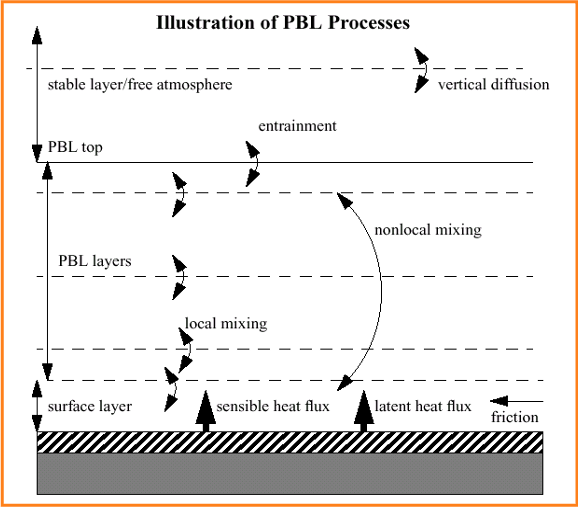 Illustration of PBL Processes
stable layer/free atmosphere
vertical diffusion
entrainment
PBL top
nonlocal mixing
PBL layers
local mixing
surface layer
sensible heat flux
latent heat flux
friction